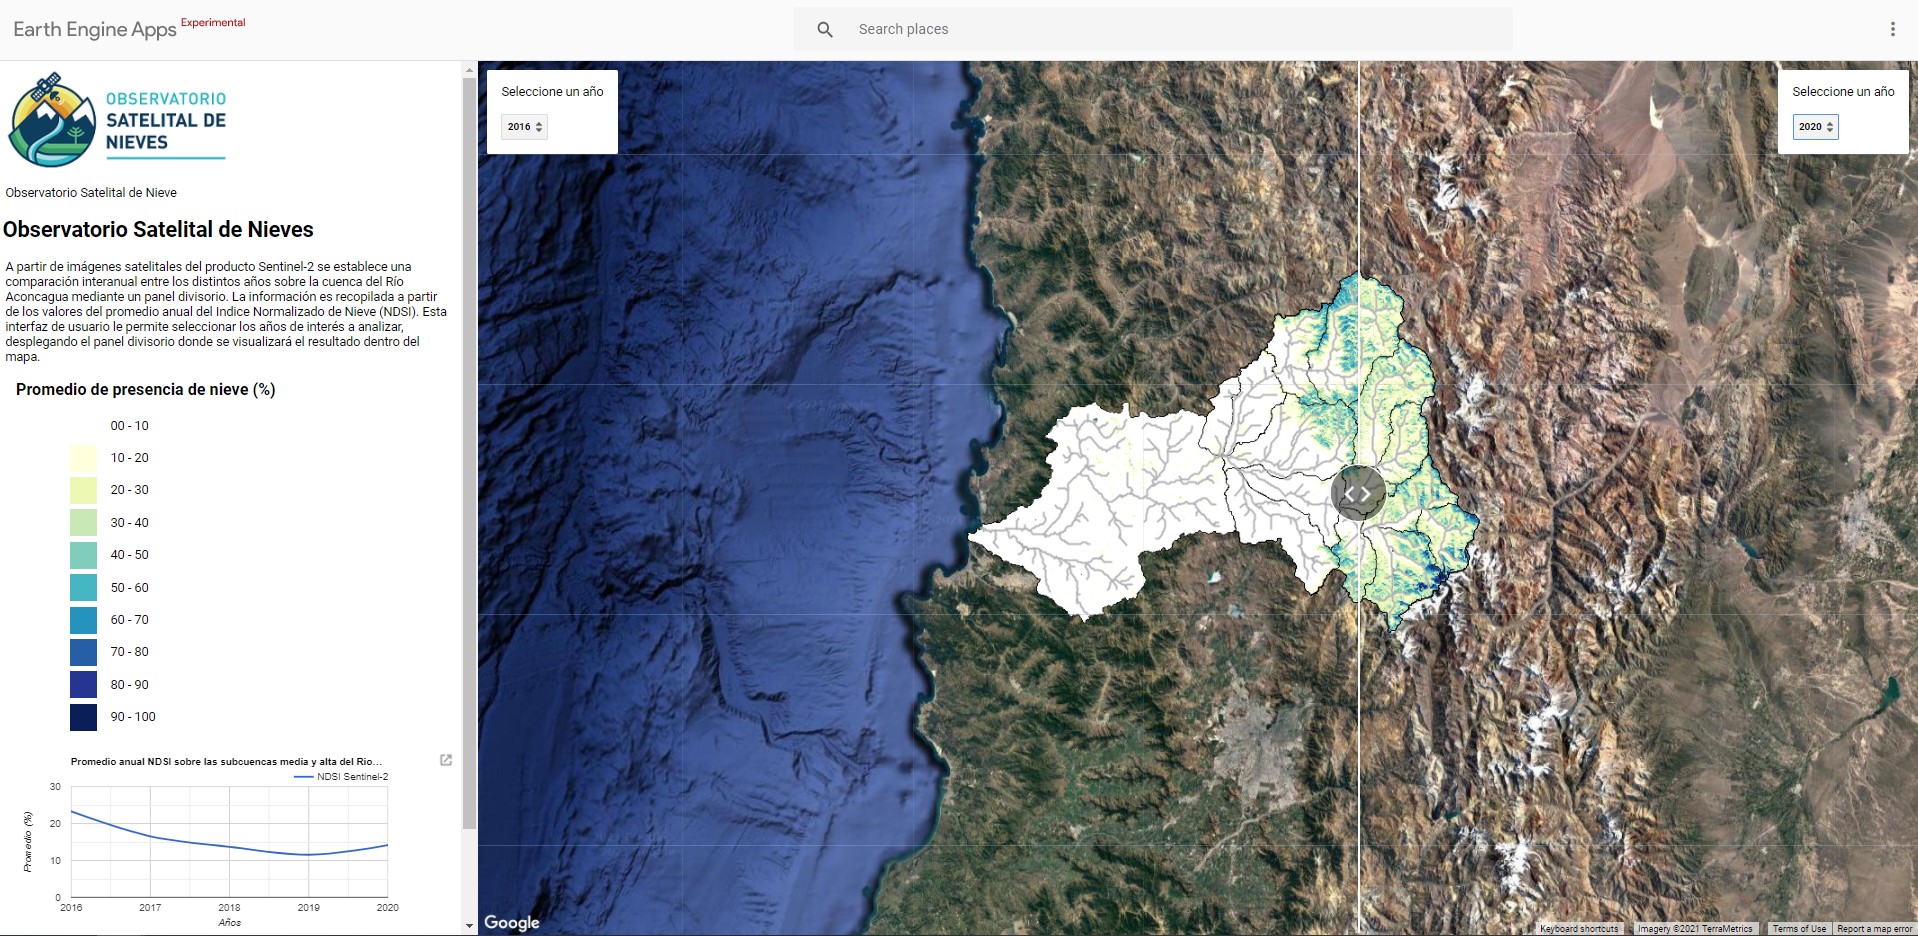 Earth Engine Apps Experimental
Search places
OBSERVATORIO
SATELITAL DE
NIEVES
Observatorio Satelital de Nieve
Observatorio Satelital de Nieves
A partir de imágenes satelitales del producto Sentinel-2 se establece una
comparación interanual entre los distintos años sobre la cuenca del Río
Aconcagua mediante un panel divisorio. La información es recopilada a partir
de los valores del promedio anual del Indice Normalizado de Nieve (NDSI). Esta
interfaz de usuario le permite seleccionar los años de interés a analizar,
desplegando el panel divisorio donde se visualizará el resultado dentro del
mapa.
Promedio de presencia de nieve (%)
00 - 10
10 - 20
20 - 30
30 - 40
40 - 50
50 - 60
60 - 70
70 - 80
80 - 90
90 - 100
Promedio anual NDSI sobre las subcuencas media y alta del Rio...
NDSI Sentinel-2
30
20
10
0
Promedio (%)
2016 2017 2018 2019 2020
Años
Seleccione un año
2016
Seleccione un año
2020
Google
Keyboard shortcuts
Imagery ©2021 TerraMetrics
Terms of Use
Report a map error